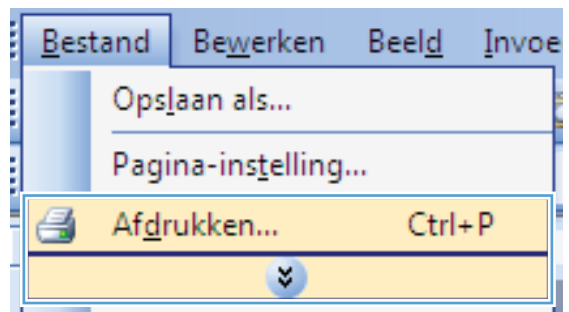 Bestand Bewerken Beeld Invoe
Opslaan als...
Pagina-instelling...
Afdrukken... Ctrl+P